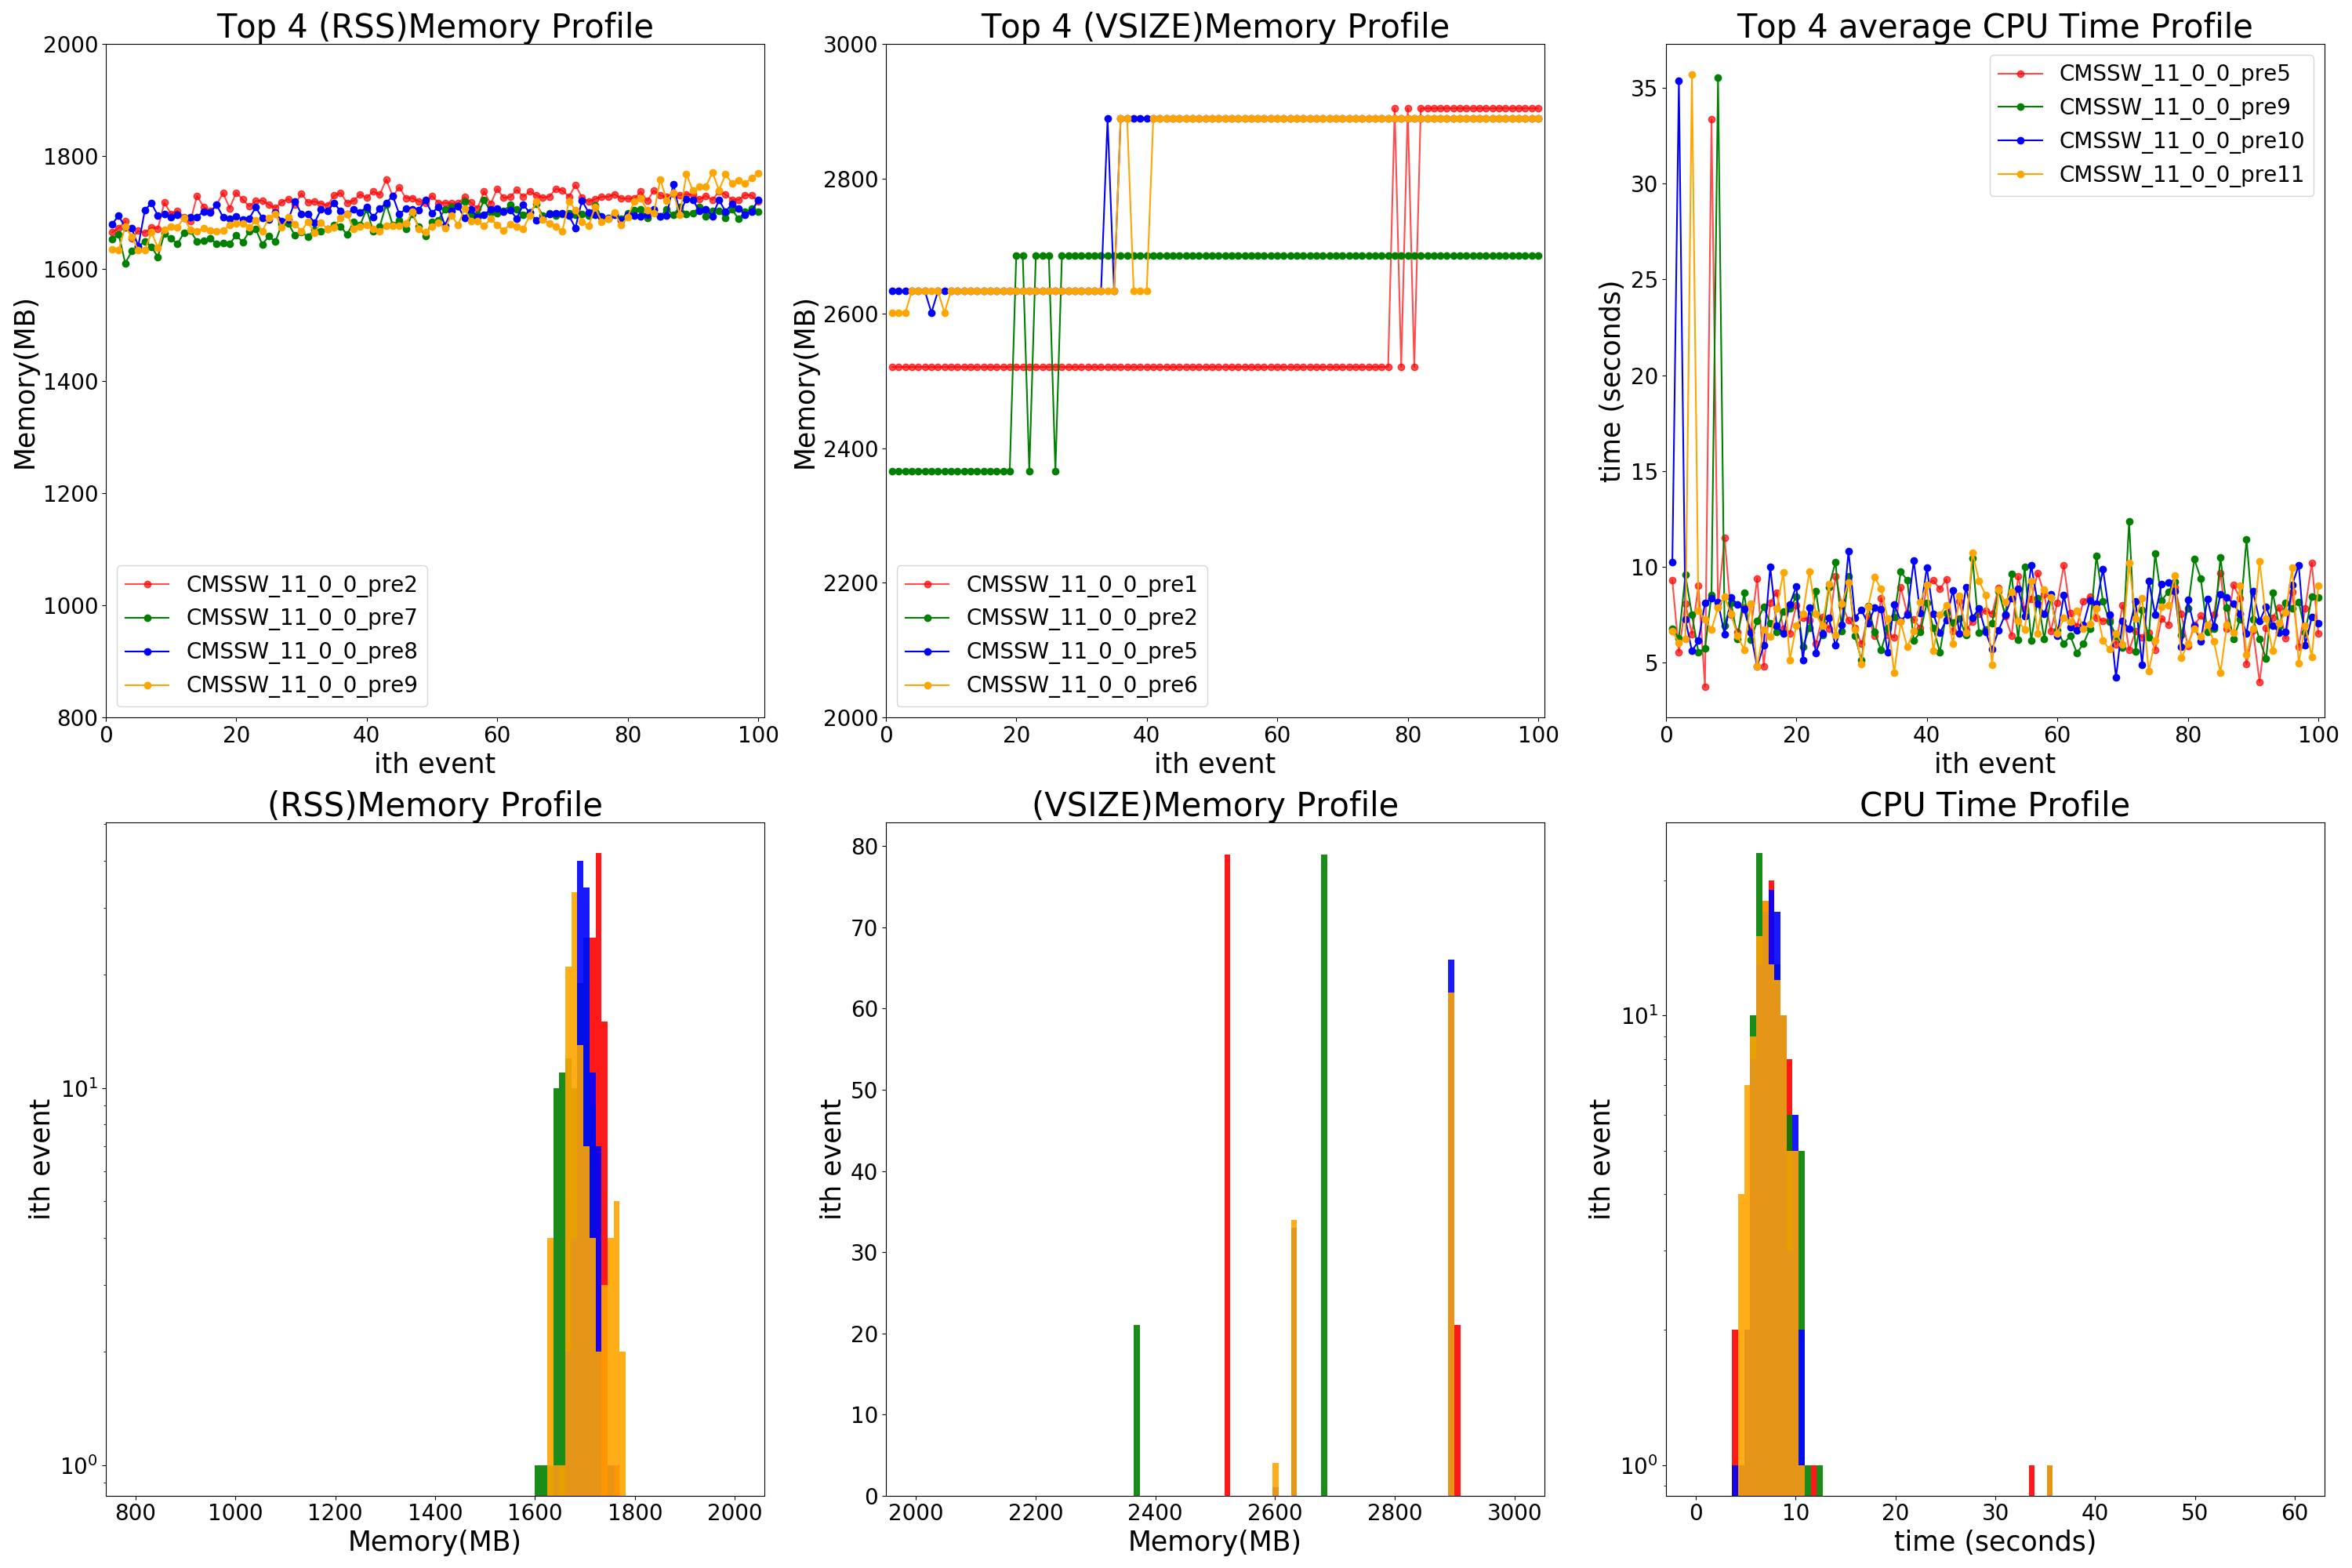 Top 4 (RSS)Memory Profile
2000
1800
1600
1400
1200
1000
800
Memory(MB)
CMSSW_11_0_0_pre2
CMSSW_11_0_0_pre7
CMSSW_11_0_0_pre8
CMSSW_11_0_0_pre9
0 20 40 60 80 100
ith event
Top 4 (VSIZE)Memory Profile
3000
2800
2600
2400
2200
2000
Memory(MB)
CMSSW_11_0_0_pre1
CMSSW_11_0_0_pre2
CMSSW_11_0_0_pre5
CMSSW_11_0_0_pre6
0 20 40 60 80 100
ith event
Top 4 average CPU Time Profile
35
30
25
20
15
10
5
time (seconds)
CMSSW_11_0_0_pre5
CMSSW_11_0_0_pre9
CMSSW_11_0_0_pre10
CMSSW_11_0_0_pre11
0 20 40 60 80 100
ith event
(RSS)Memory Profile
10¹
10⁰
ith event
800 1000 1200 1400 1600 1800 2000
Memory(MB)
(VSIZE)Memory Profile
80
70
60
50
40
30
20
10
0
ith event
2000 2200 2400 2600 2800 3000
Memory(MB)
CPU Time Profile
10¹
10⁰
ith event
0 10 20 30 40 50 60
time (seconds)